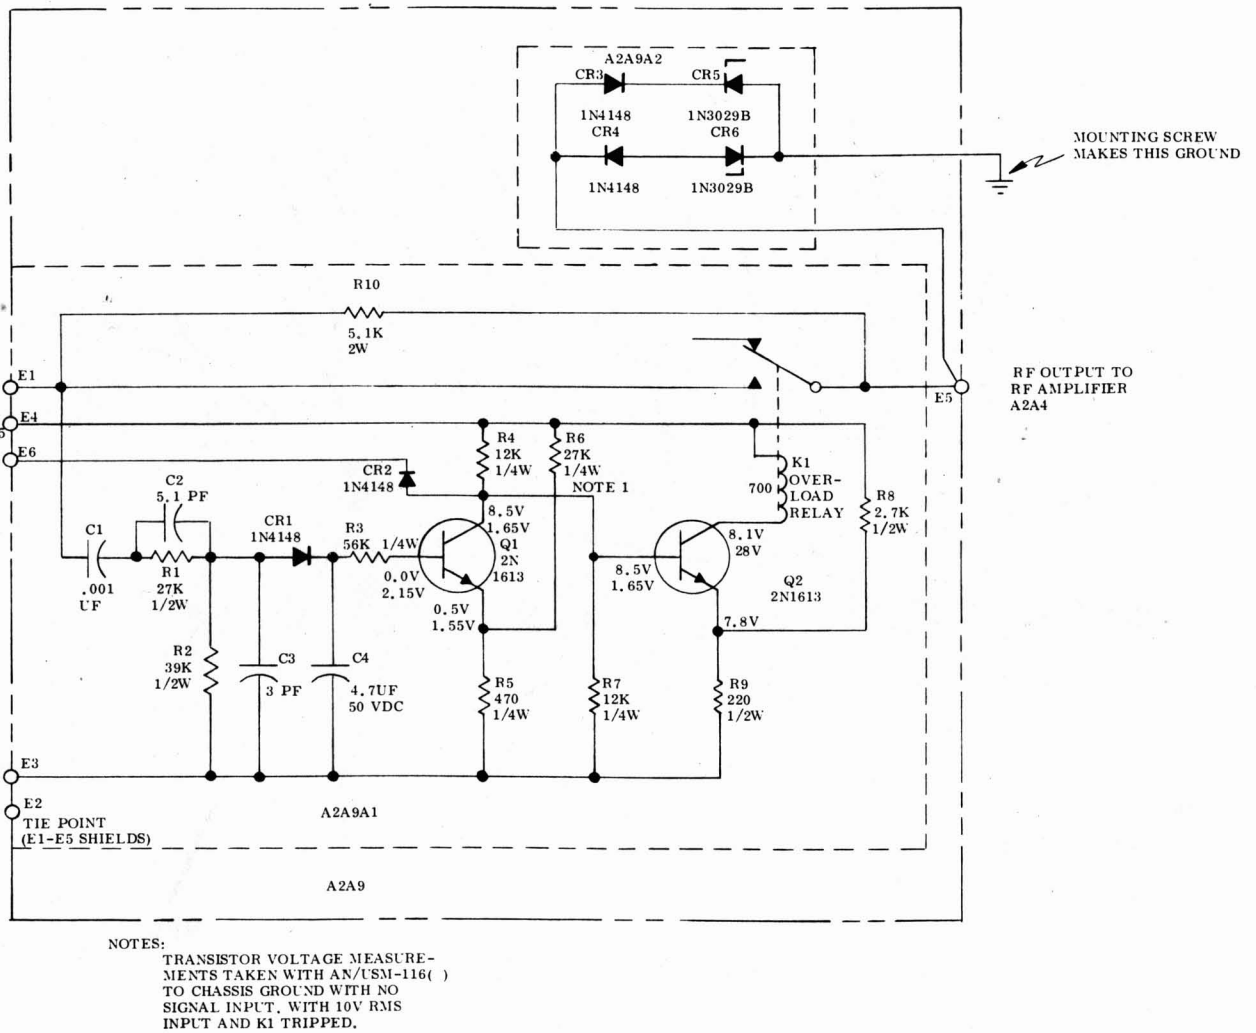 A2A9A2
CR3
CR5
1N4148
1N3029B
CR4
CR6
1N4148
1N3029B
MOUNTING SCREW
MAKES THIS GROUND
R10
5.1K
2W
E1
E5
RF OUTPUT TO
RF AMPLIFIER
A2A4
E4
E6
R4
12K
1/4W
R6
27K
1/4W
NOTE 1
CR2
1N4148
K1
OVER-
LOAD
RELAY
700
R8
2.7K
1/2W
C2
5.1 PF
C1
.001
UF
R1
27K
1/2W
CR1
1N4148
R3
56K
1/4W
8.5V
1.65V
Q1
2N
1613
0.0V
2.15V
0.5V
1.55V
8.1V
28V
8.5V
1.65V
Q2
2N1613
7.8V
R2
39K
1/2W
C3
3 PF
C4
4.7UF
50 VDC
R5
470
1/4W
R7
12K
1/4W
R9
220
1/2W
E3
E2
TIE POINT
(E1-E5 SHIELDS)
A2A9A1
A2A9
NOTES:
TRANSISTOR VOLTAGE MEASURE-
MENTS TAKEN WITH AN/USM-116( )
TO CHASSIS GROUND WITH NO
SIGNAL INPUT. WITH 10V RMS
INPUT AND K1 TRIPPED.